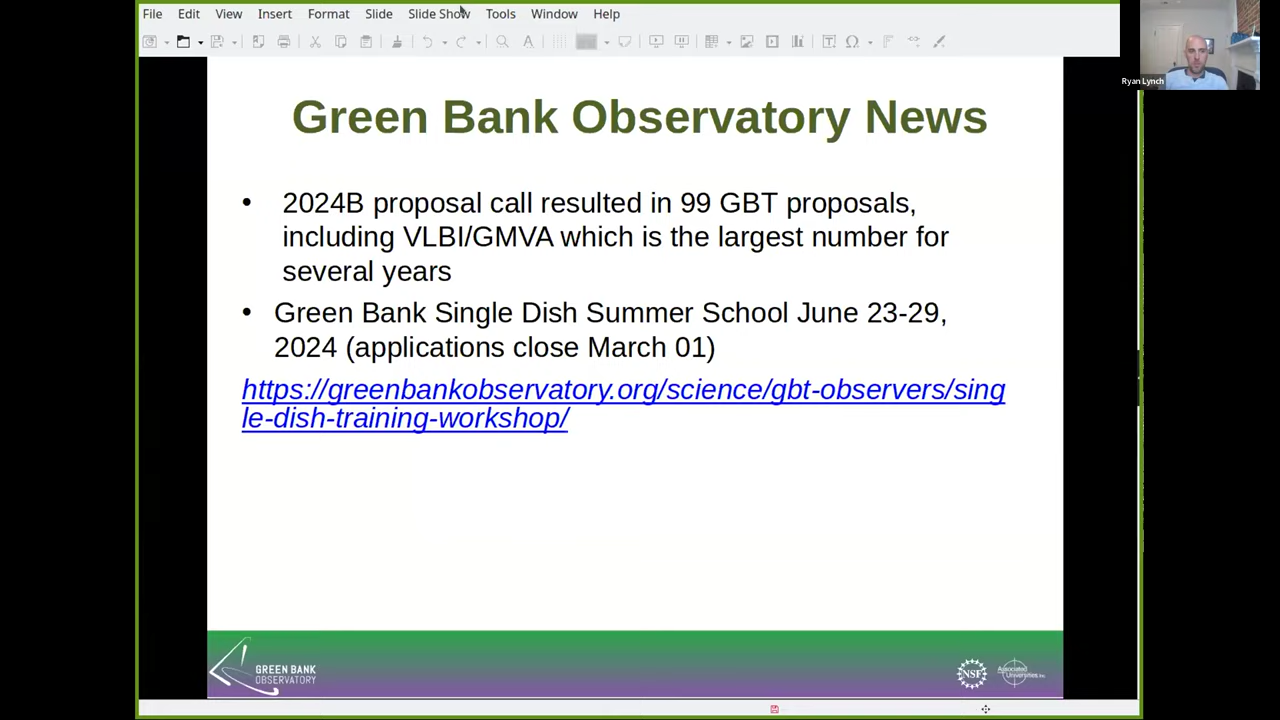 File Edit View Insert Format Slide Slide Show Tools Window Help
Ryan Lynch
Green Bank Observatory News
• 2024B proposal call resulted in 99 GBT proposals,
including VLBI/GMVA which is the largest number for
several years
• Green Bank Single Dish Summer School June 23-29,
2024 (applications close March 01)
https://greenbankobservatory.org/science/gbt-observers/sing
le-dish-training-workshop/
GREEN BANK
OBSERVATORY
NSF
Associated
Universities, Inc.